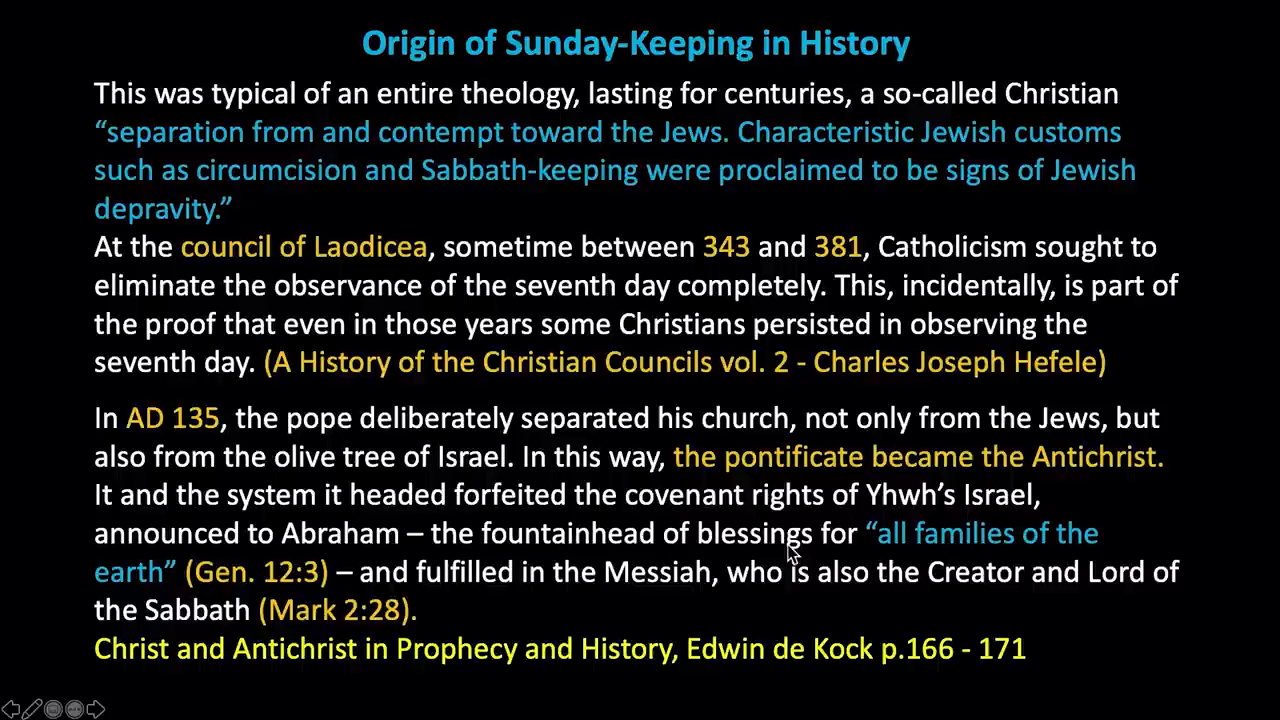 Origin of Sunday-Keeping in History
This was typical of an entire theology, lasting for centuries, a so-called Christian
“separation from and contempt toward the Jews. Characteristic Jewish customs
such as circumcision and Sabbath-keeping were proclaimed to be signs of Jewish
depravity.”
At the council of Laodicea, sometime between 343 and 381, Catholicism sought to
eliminate the observance of the seventh day completely. This, incidentally, is part of
the proof that even in those years some Christians persisted in observing the
seventh day. (A History of the Christian Councils vol. 2 - Charles Joseph Hefele)
In AD 135, the pope deliberately separated his church, not only from the Jews, but
also from the olive tree of Israel. In this way, the pontificate became the Antichrist.
It and the system it headed forfeited the covenant rights of Yhwh’s Israel,
announced to Abraham – the fountainhead of blessings for “all families of the
earth” (Gen. 12:3) – and fulfilled in the Messiah, who is also the Creator and Lord of
the Sabbath (Mark 2:28).
Christ and Antichrist in Prophecy and History, Edwin de Kock p.166 - 171